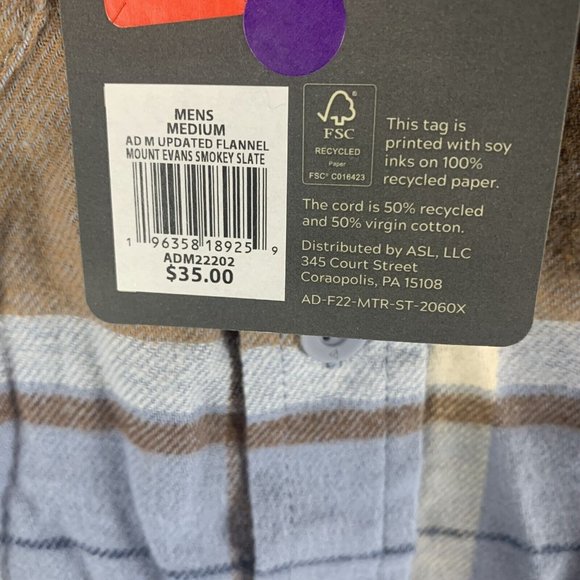 MENS
MEDIUM
AD M UPDATED FLANNEL
MOUNT EVANS SMOKEY SLATE
1 96358 18925 9
ADM22202
$35.00
FSC
RECYCLED
Paper
FSC® C016423
This tag is
printed with soy
inks on 100%
recycled paper.
The cord is 50% recycled
and 50% virgin cotton.
Distributed by ASL, LLC
345 Court Street
Coraopolis, PA 15108
AD-F22-MTR-ST-2060X